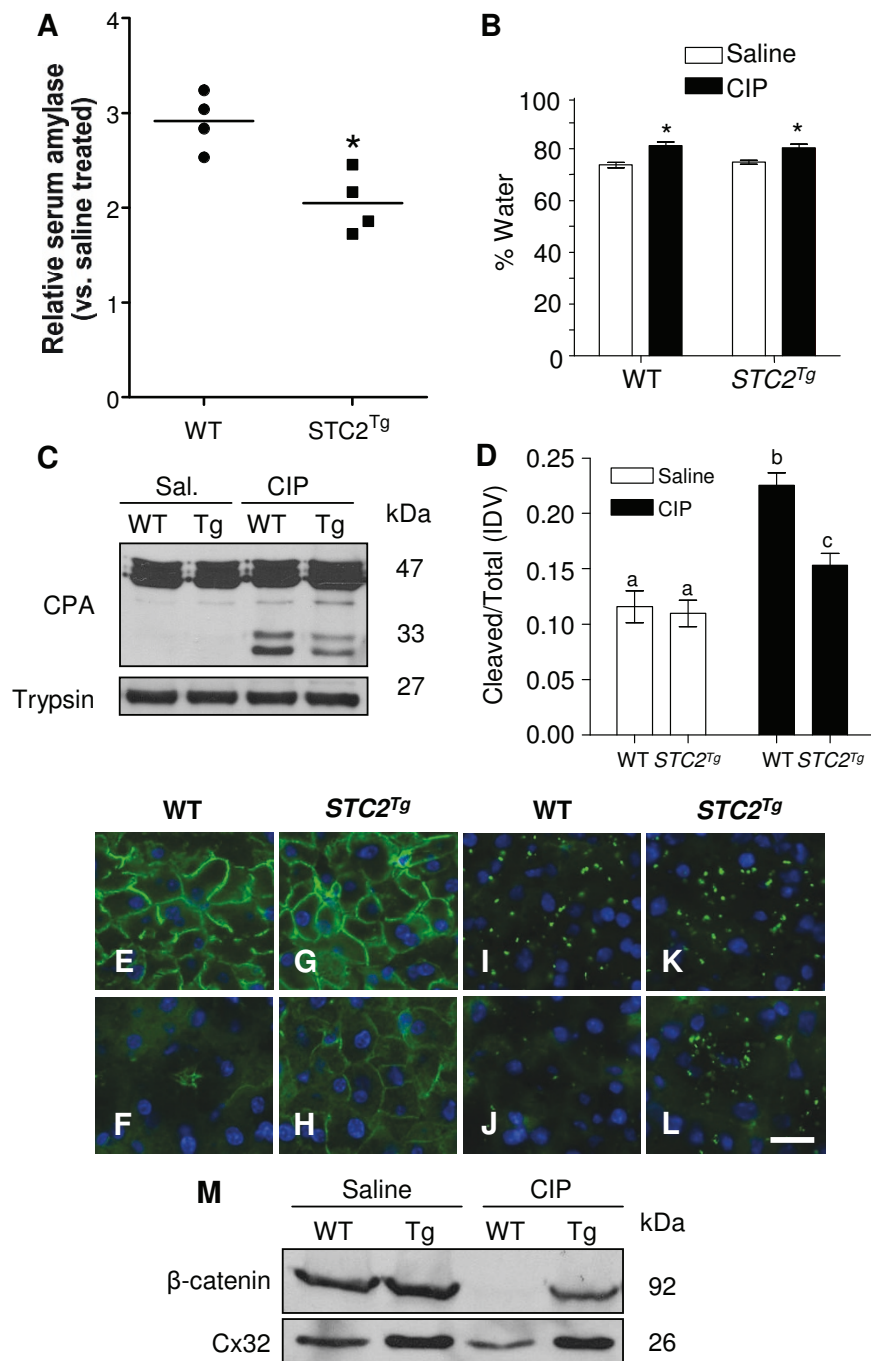 A
Relative serum amylase
(vs. saline treated)
4
3
2
1
0
*
WT
STC2Tg
B
Saline
CIP
% Water
100
80
60
40
20
0
*
*
WT
STC2Tg
C
Sal.
CIP
WT
Tg
WT
Tg
kDa
CPA
47
33
Trypsin
27
D
Cleaved/Total (IDV)
0.25
0.20
0.15
0.10
0.05
0.00
Saline
CIP
a
a
b
c
WT STC2Tg
WT STC2Tg
WT
STC2Tg
WT
STC2Tg
E
G
I
K
F
H
J
L
M
Saline
CIP
WT
Tg
WT
Tg
kDa
β-catenin
92
Cx32
26